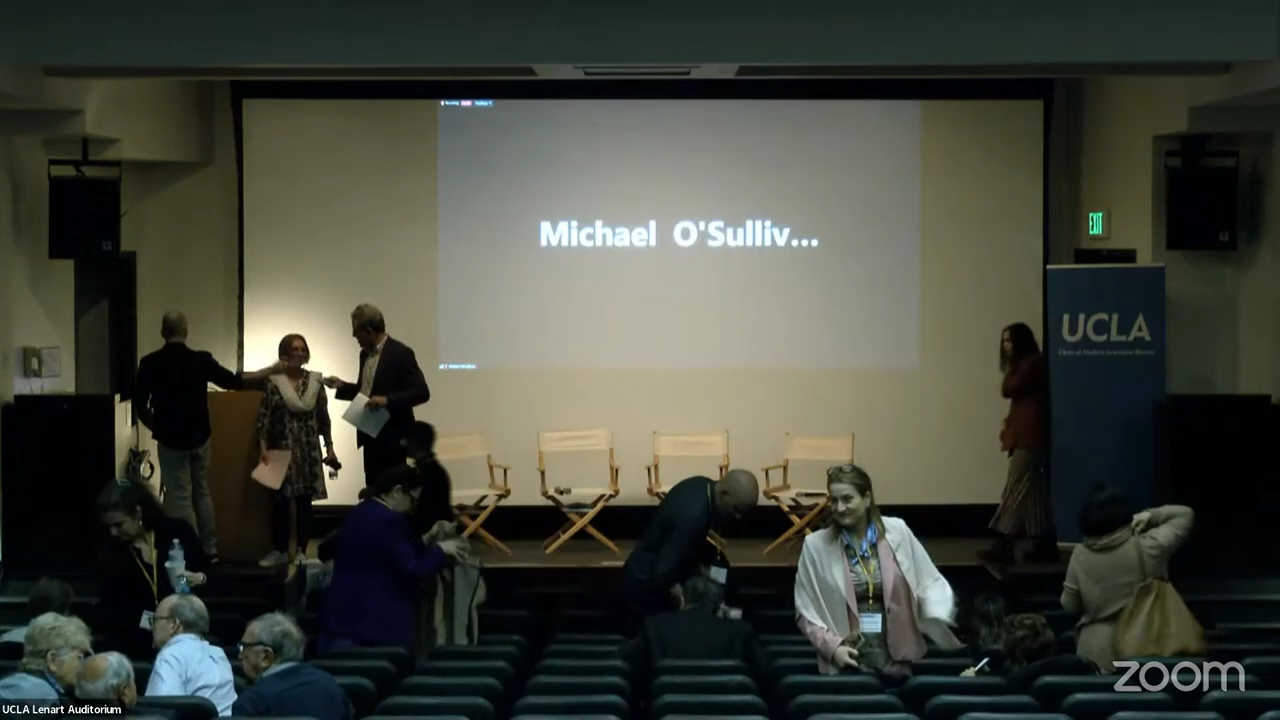 Michael O'Sulliv...
EXIT
UCLA
UCLA Lenart Auditorium
zoom